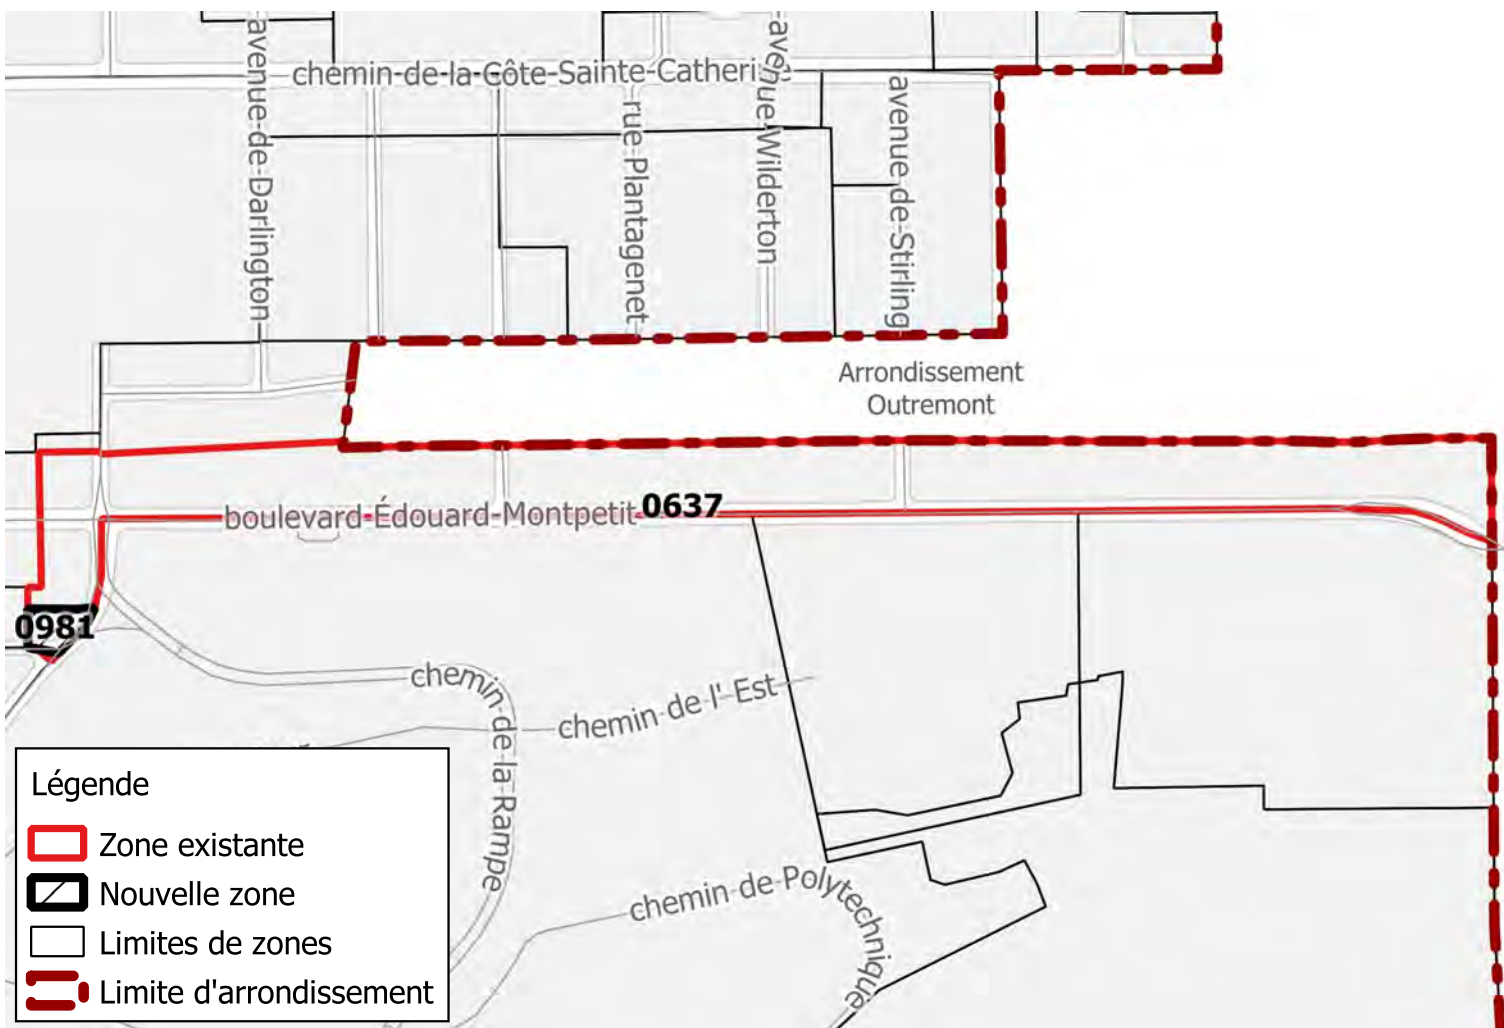 chemin-de-la-Côte-Sainte-Catherine
avenue-de-Darlington
rue-Plantagenet
avenue-Wilderton
avenue-de-Stirling
Arrondissement
Outremont
boulevard-Édouard-Montpetit
0637
0981
chemin-de-la-Rampe
chemin-de-l'-Est
chemin-de-Polytechnique
Légende
Zone existante
Nouvelle zone
Limites de zones
Limite d'arrondissement